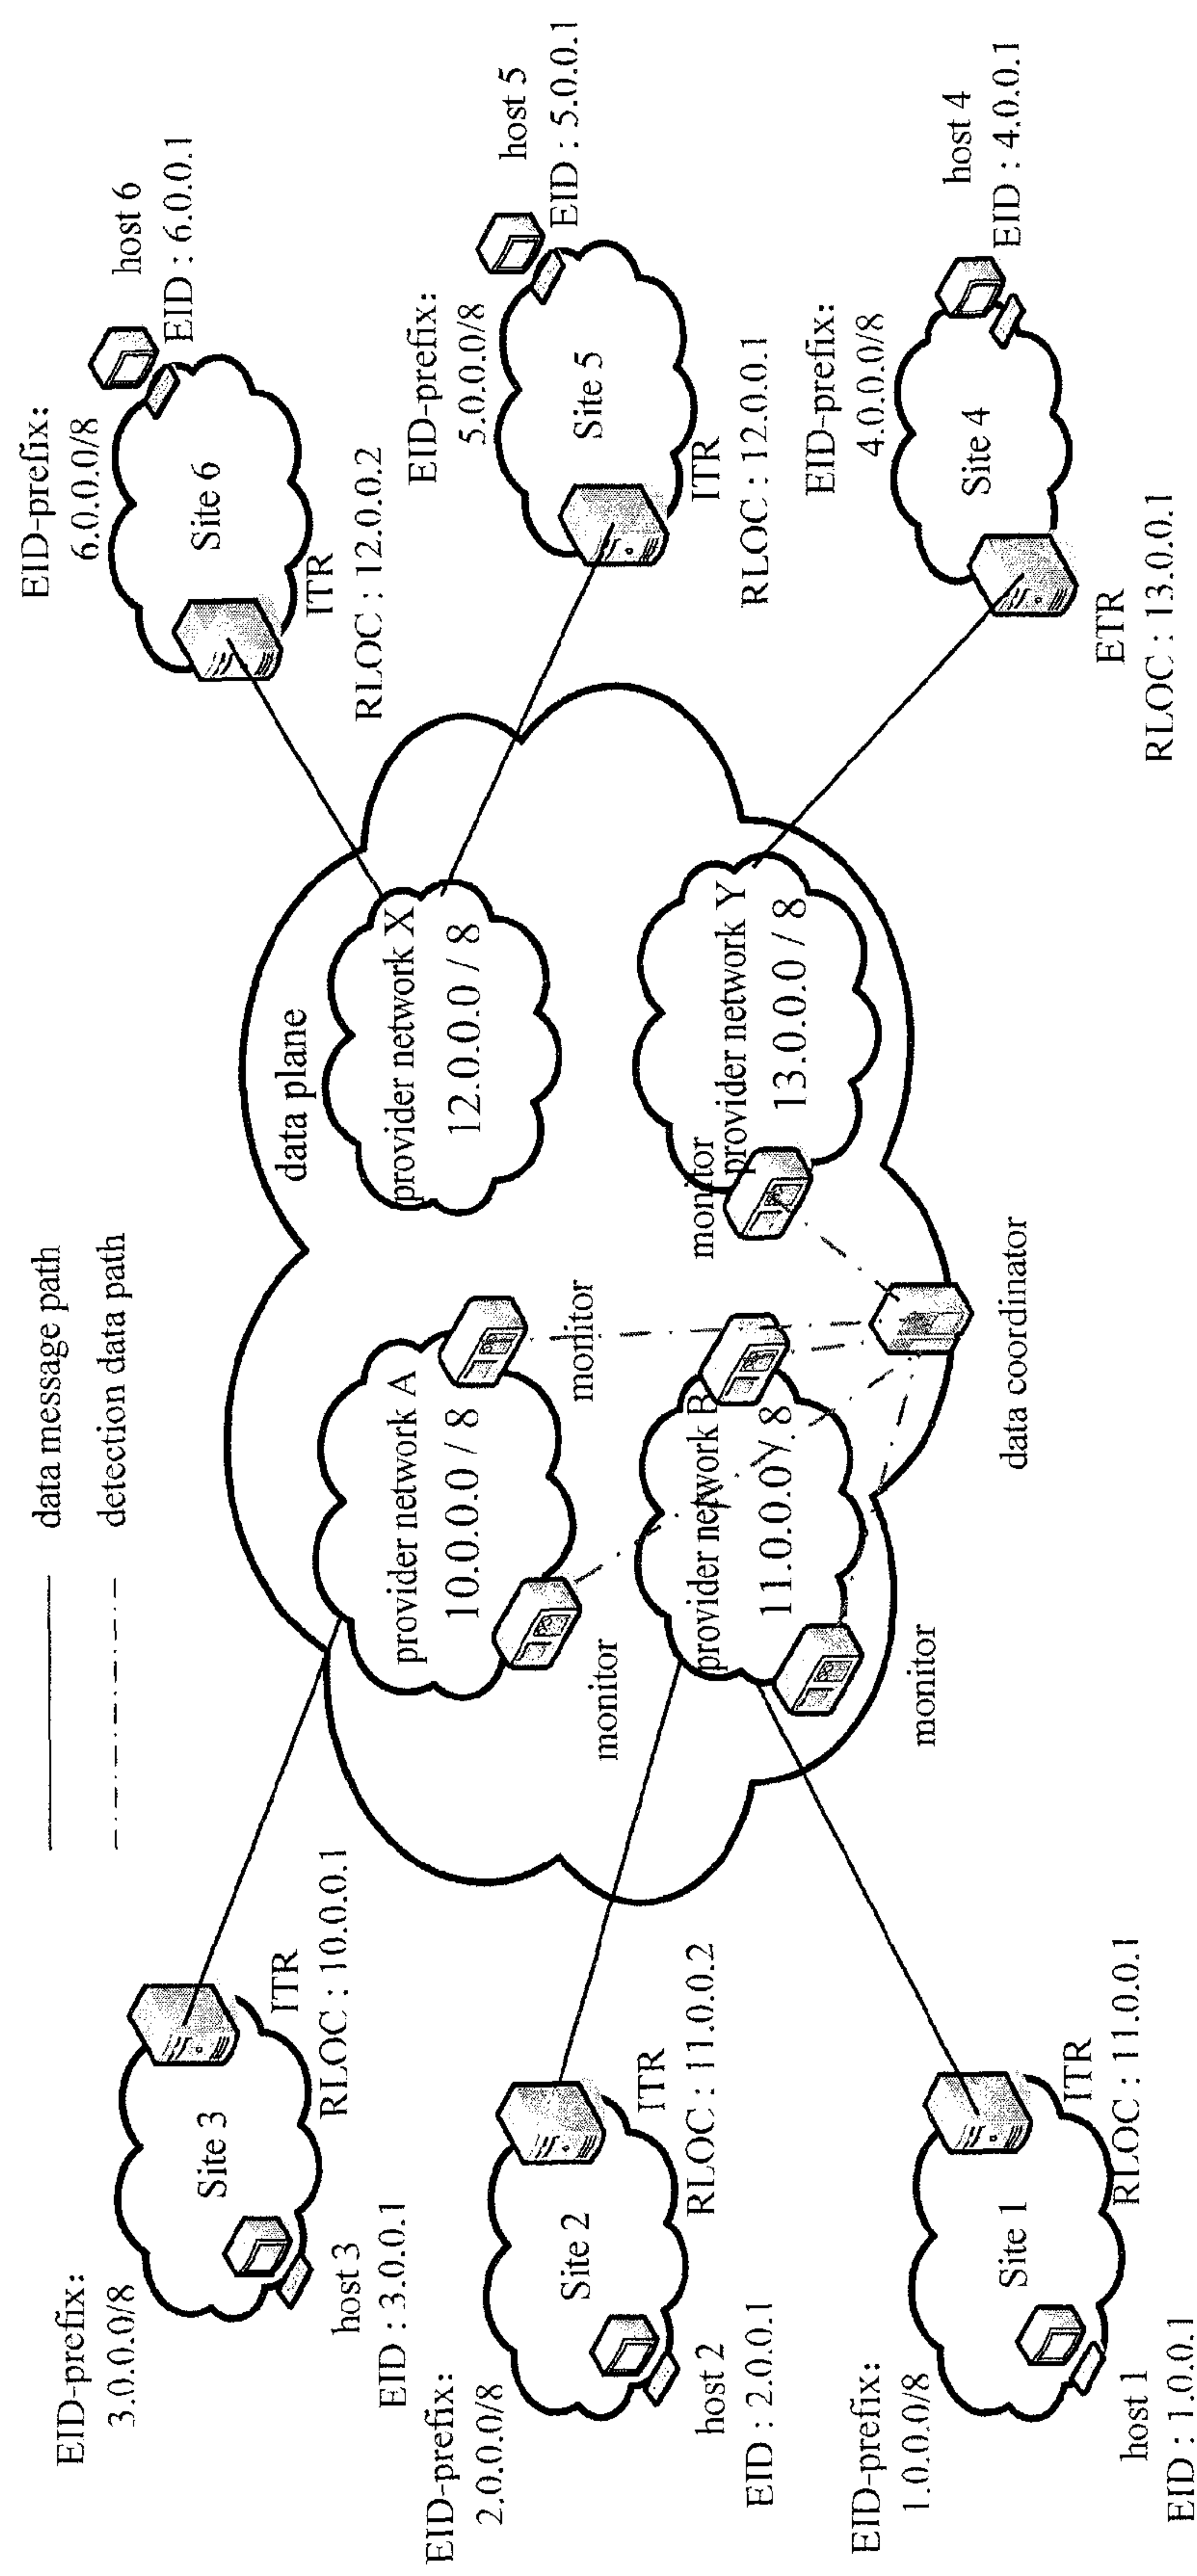 data message path
detection data path
EID-prefix:
3.0.0.0/8
Site 3
host 3
EID : 3.0.0.1
ITR
RLOC : 10.0.0.1
EID-prefix:
2.0.0.0/8
Site 2
host 2
EID : 2.0.0.1
ITR
RLOC : 11.0.0.2
EID-prefix:
1.0.0.0/8
Site 1
host 1
EID : 1.0.0.1
ITR
RLOC : 11.0.0.1
data plane
provider network A
10.0.0.0 / 8
monitor
monitor
provider network B
11.0.0.0 / 8
monitor
provider network X
12.0.0.0 / 8
provider network Y
13.0.0.0 / 8
monitor
data coordinator
EID-prefix:
6.0.0.0/8
Site 6
host 6
EID : 6.0.0.1
ITR
RLOC : 12.0.0.2
EID-prefix:
5.0.0.0/8
Site 5
host 5
EID : 5.0.0.1
ITR
RLOC : 12.0.0.1
EID-prefix:
4.0.0.0/8
Site 4
host 4
EID : 4.0.0.1
ETR
RLOC : 13.0.0.1